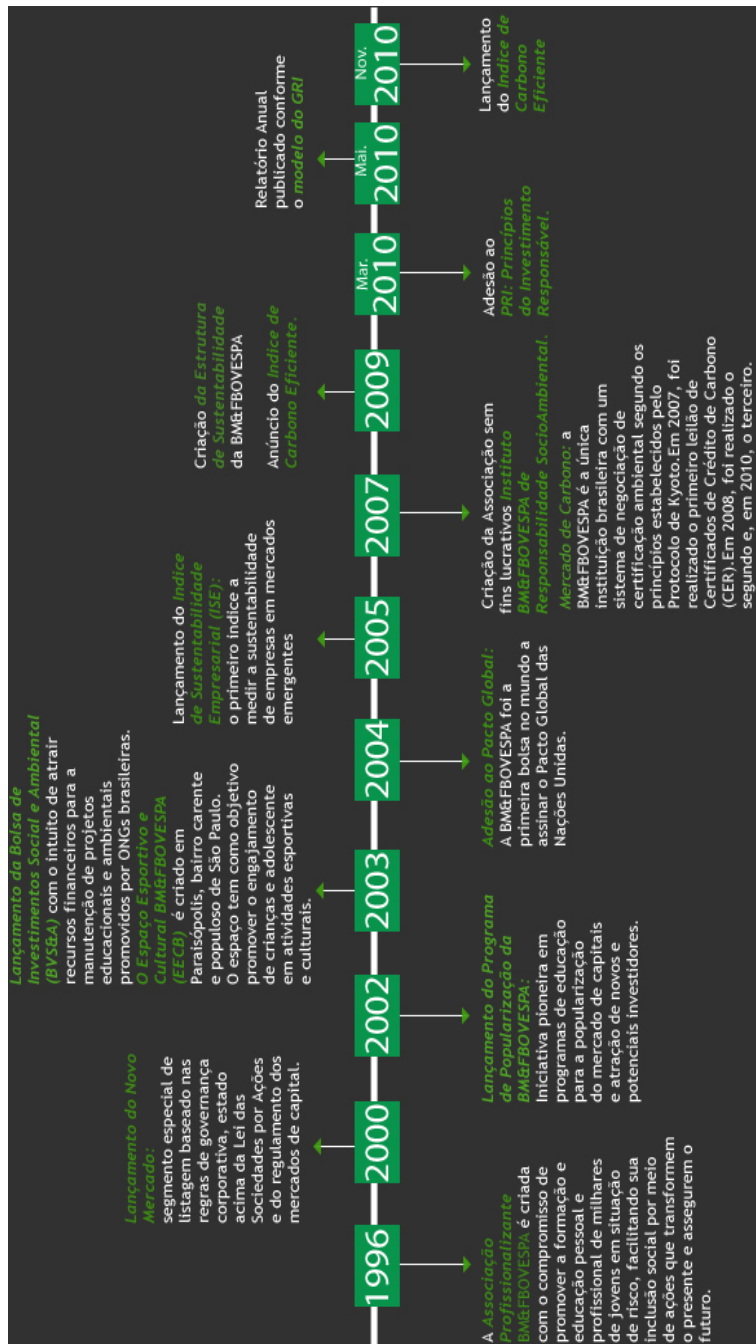 1996
A Associação
Profissionalizante
BM&FBOVESPA é criada
com o compromisso de
promover a formação e
educação pessoal e
profissional de milhares
de jovens em situação
de risco, facilitando sua
inclusão social por meio
de ações que transformem
o presente e assegurem o
futuro.
2000
Lançamento do Novo
Mercado:
segmento especial de
listagem baseado nas
regras de governança
corporativa, estado
acima da Lei das
Sociedades por Ações
e do regulamento dos
mercados de capital.
2002
Lançamento do Programa
de Popularização da
BM&FBOVESPA:
Iniciativa pioneira em
programas de educação
para a popularização
do mercado de capitais
e atração de novos e
potenciais investidores.
2003
Lançamento da Bolsa de
Investimentos Social e Ambiental
(BVS&A) com o intuito de atrair
recursos financeiros para a
manutenção de projetos
educacionais e ambientais
promovidos por ONGs brasileiras.
O Espaço Esportivo e
Cultural BM&FBOVESPA
(EECB) é criado em
Paraisópolis, bairro carente
e populoso de São Paulo.
O espaço tem como objetivo
promover o engajamento
de crianças e adolescente
em atividades esportivas
e culturais.
2004
Adesão ao Pacto Global:
A BM&FBOVESPA foi a
primeira bolsa no mundo a
assinar o Pacto Global das
Nações Unidas.
2005
Lançamento do Indice
de Sustentabilidade
Empresarial (ISE):
o primeiro índice a
medir a sustentabilidade
de empresas em mercados
emergentes
2007
Criação da Associação sem
fins lucrativos Instituto
BM&FBOVESPA de
Responsabilidade SocioAmbiental.
Mercado de Carbono: a
BM&FBOVESPA é a única
instituição brasileira com um
sistema de negociação de
certificação ambiental segundo os
princípios estabelecidos pelo
Protocolo de Kyoto.Em 2007, foi
realizado o primeiro leilão de
Certificados de Crédito de Carbono
(CER).Em 2008, foi realizado o
segundo e, em 2010, o terceiro.
2009
Criação da Estrutura
de Sustentabilidade
da BM&FBOVESPA
Anúncio do Indice de
Carbono Eficiente.
Mar.
2010
Adesão ao
PRI: Princípios
do Investimento
Responsável.
Mai.
2010
Relatório Anual
publicado conforme
o modelo do GRI
Nov.
2010
Lançamento
do Indice de
Carbono
Eficiente